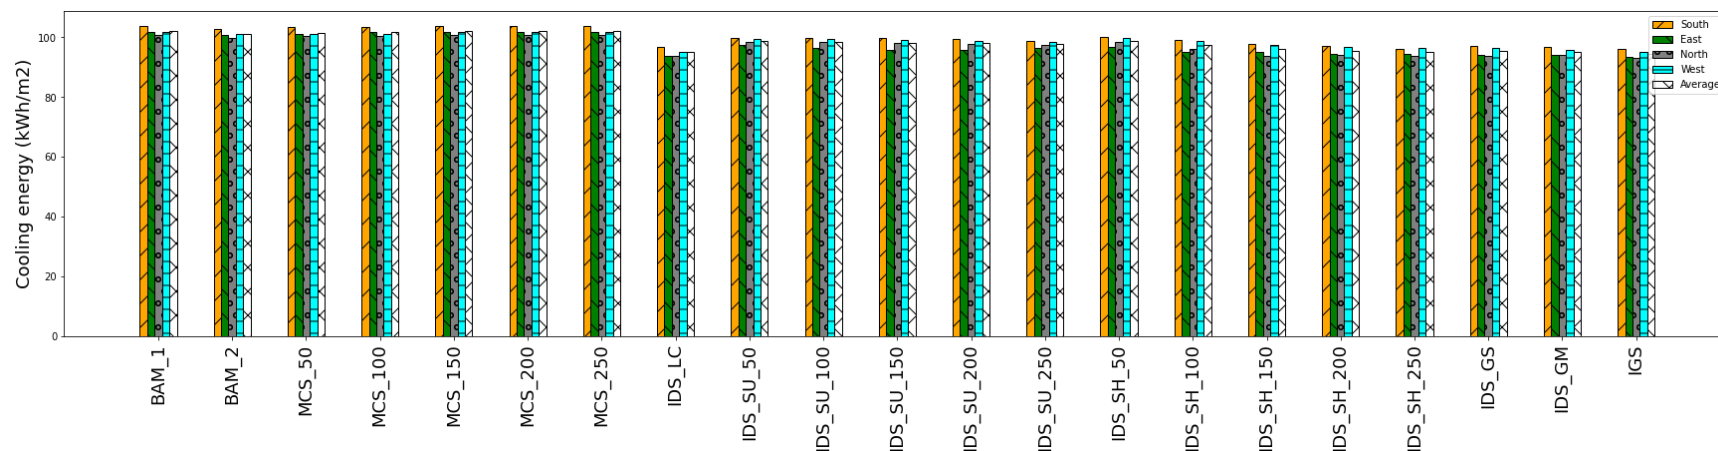 Cooling energy (kWh/m2)
100
80
60
40
20
0
South
East
North
West
Average
BAM_1
BAM_2
MCS_50
MCS_100
MCS_150
MCS_200
MCS_250
IDS_LC
IDS_SU_50
IDS_SU_100
IDS_SU_150
IDS_SU_200
IDS_SU_250
IDS_SH_50
IDS_SH_100
IDS_SH_150
IDS_SH_200
IDS_SH_250
IDS_GS
IDS_GM
IGS